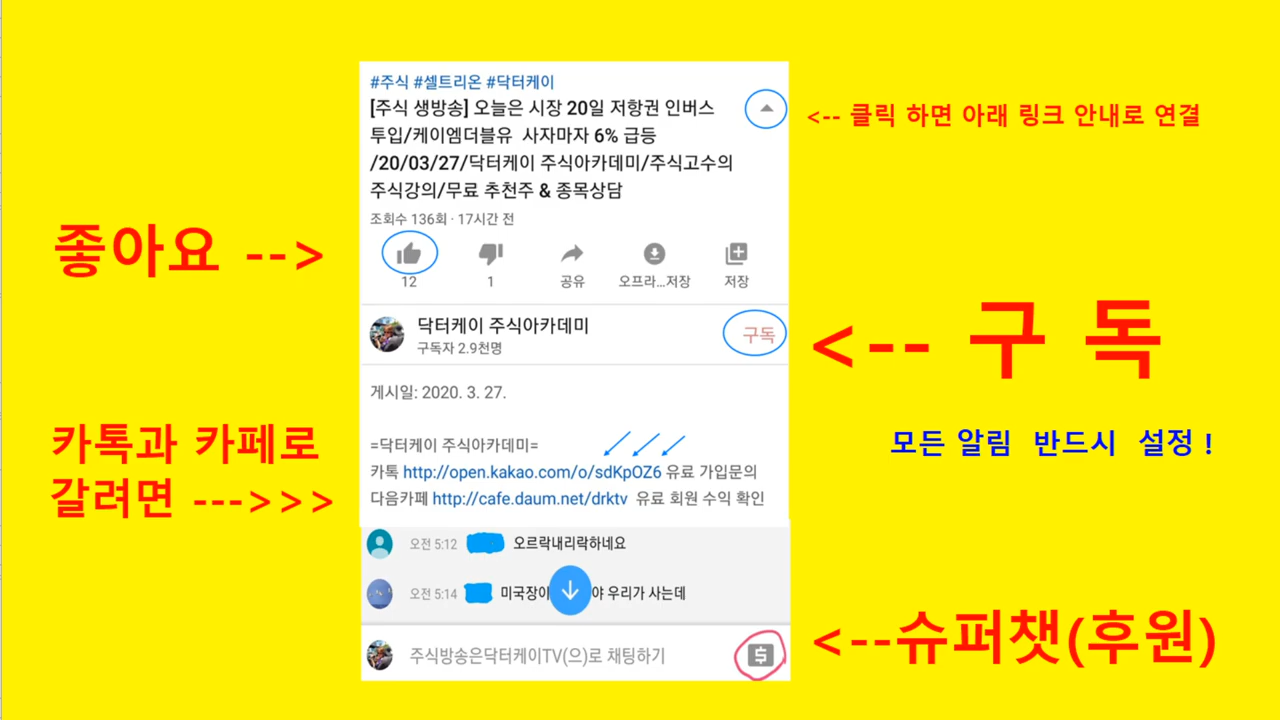 #주식 #셀트리온 #닥터케이
[주식 생방송] 오늘은 시장 20일 저항권 인버스
투입/케이엠더블유 사자마자 6% 급등
/20/03/27/닥터케이 주식아카데미/주식고수의
주식강의/무료 추천주 & 종목상담
조회수 136회 · 17시간 전
<-- 클릭 하면 아래 링크 안내로 연결
좋아요 -->
12
1
공유
오프라...저장
저장
닥터케이 주식아카데미
구독자 2.9천명
구독
<-- 구 독
게시일: 2020. 3. 27.
모든 알림 반드시 설정 !
카톡과 카페로
갈려면 --->>>
=닥터케이 주식아카데미=
카톡 http://open.kakao.com/o/sdKpOZ6 유료 가입문의
다음카페 http://cafe.daum.net/drktv 유료 회원 수익 확인
오전 5:12 오르락내리락하네요
오전 5:14 미국장이 야 우리가 사는데
주식방송은닥터케이TV(으)로 채팅하기
<--슈퍼챗(후원)